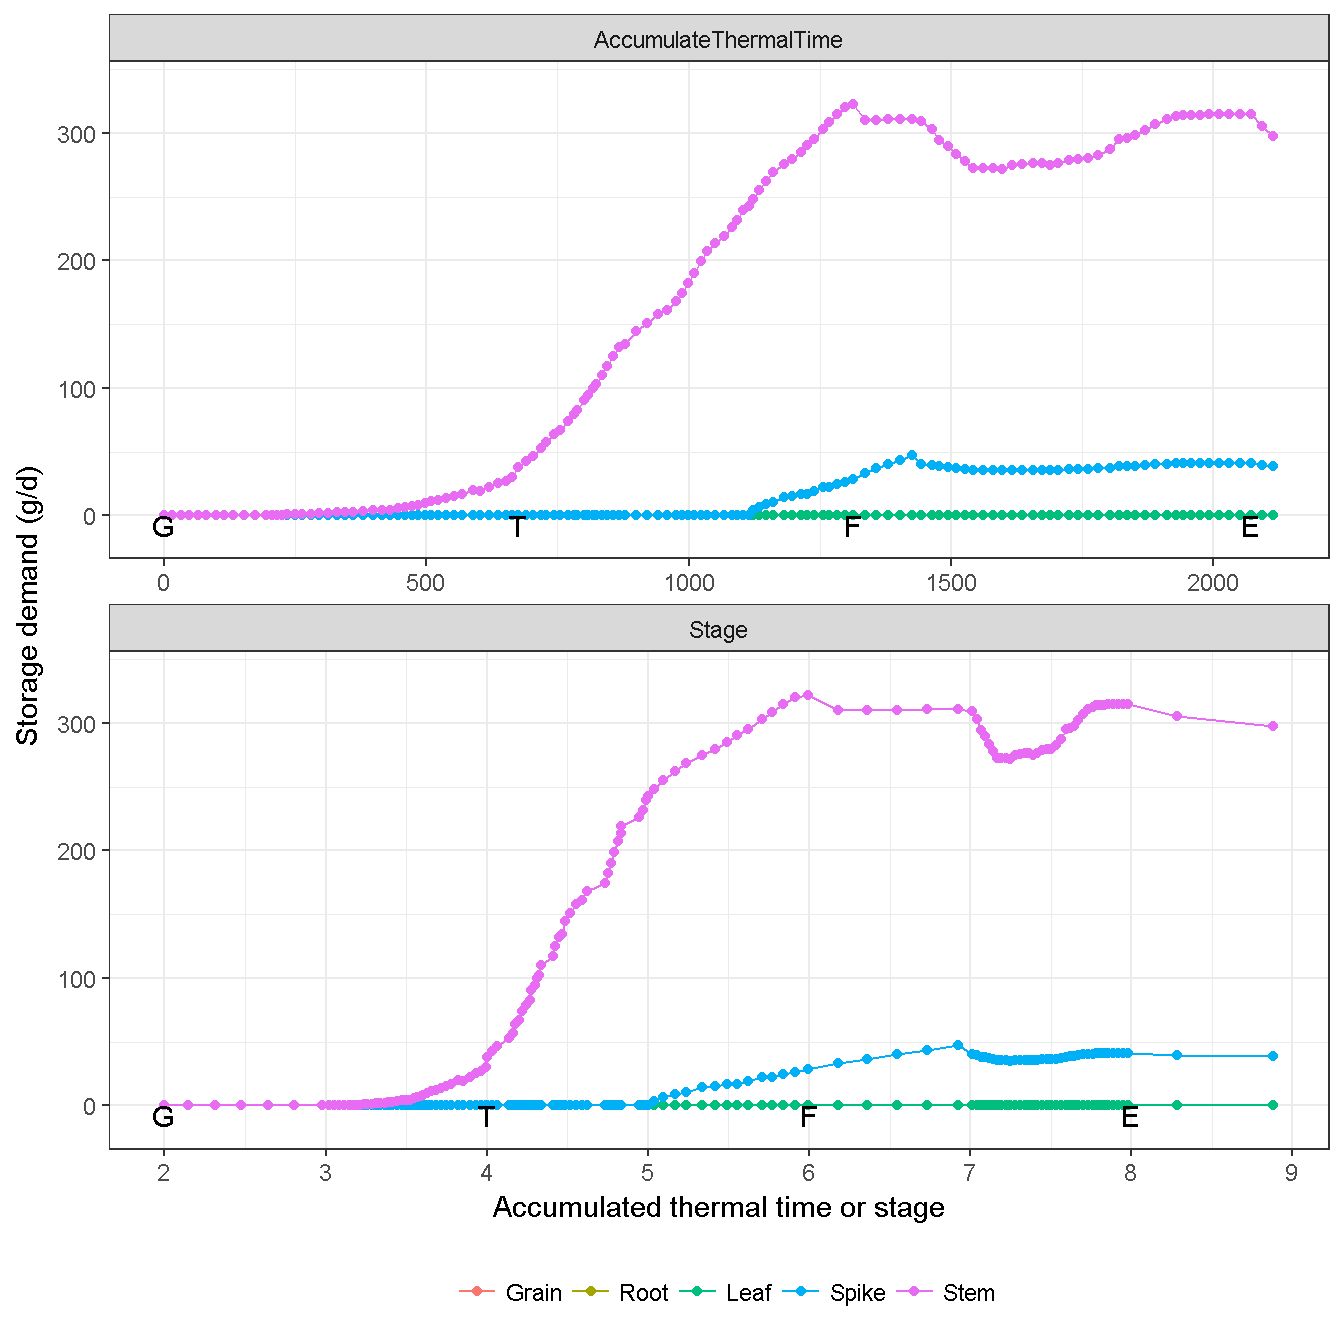 AccumulateThermalTime
300
200
100
0
G T F E
0 500 1000 1500 2000
Storage demand (g/d)
Stage
300
200
100
0
G T F E
2 3 4 5 6 7 8 9
Accumulated thermal time or stage
Grain Root Leaf Spike Stem